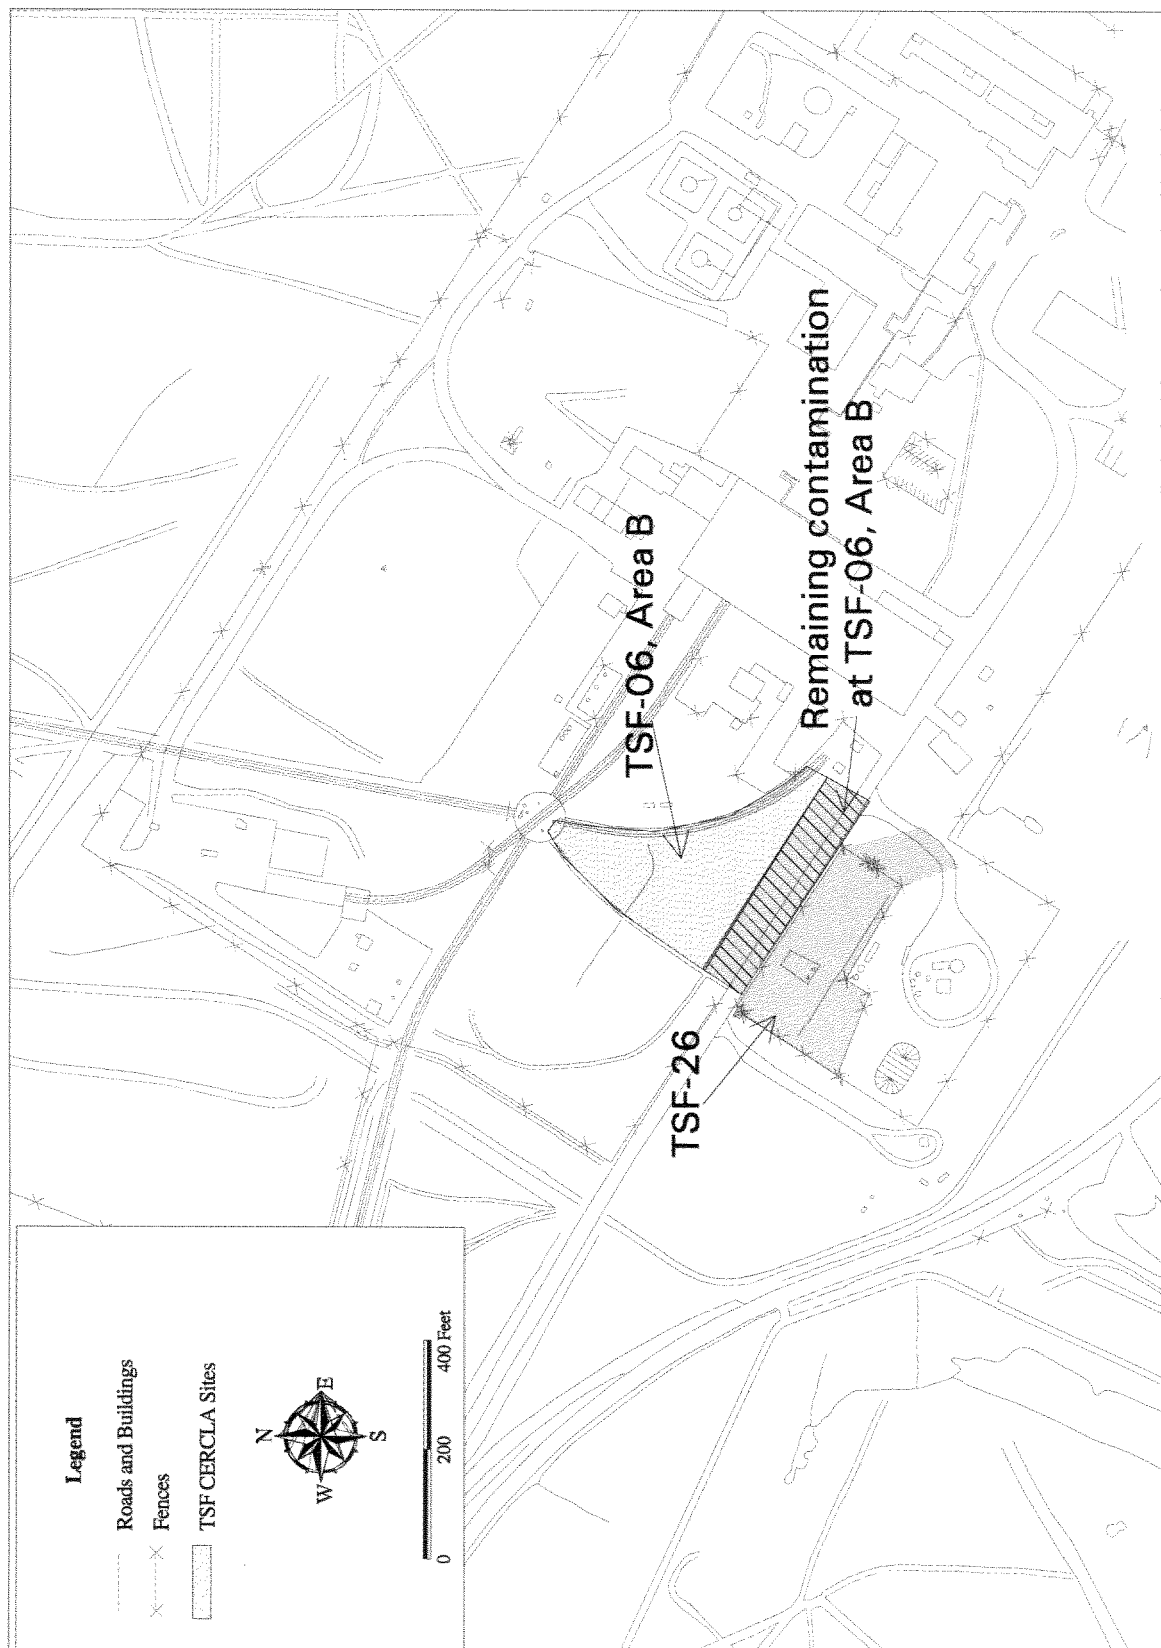 Legend
Roads and Buildings
Fences
TSF CERCLA Sites
N
W
E
S
0
200
400 Feet
TSF-26
TSF-06, Area B
Remaining contamination
at TSF-06, Area B